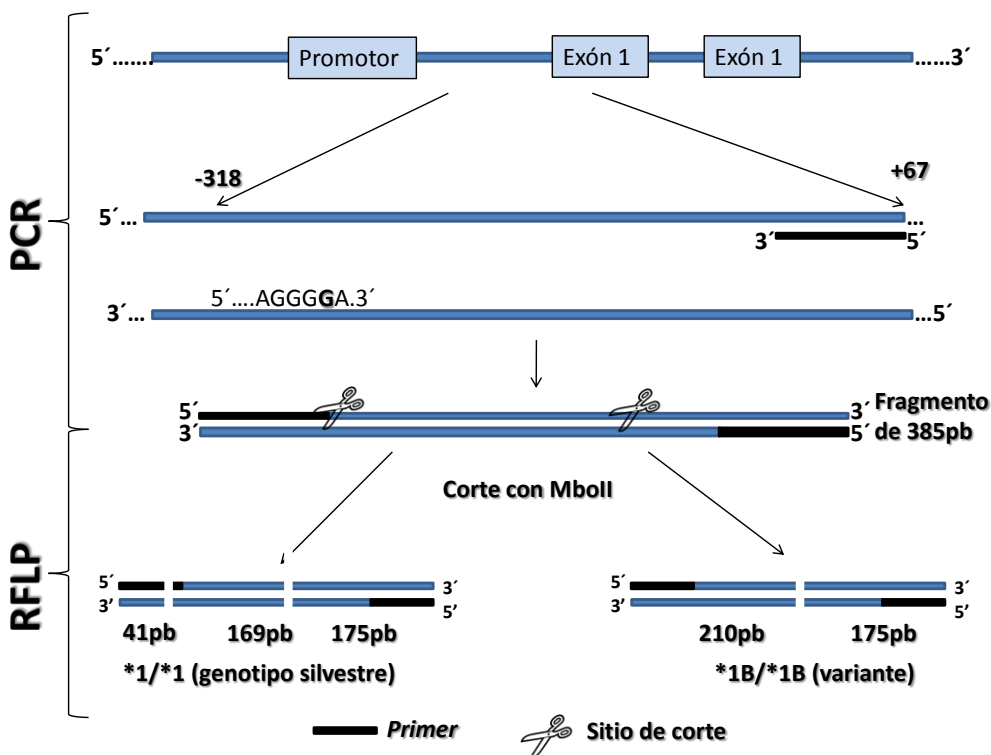 5´ ....... Promotor Exón 1 Exón 1 ......3´
-318 +67
5´... ...
3´ 5´
5´....AGGGGGA.3´
3´... ...5´
PCR
5´ 3´ Fragmento
3´ 5´ de 385pb
Corte con MboII
RFLP
5´ 3´ 5´ 3´
3' 5' 3' 5'
41pb 169pb 175pb 210pb 175pb
*1/*1 (genotipo silvestre) *1B/*1B (variante)
Primer Sitio de corte